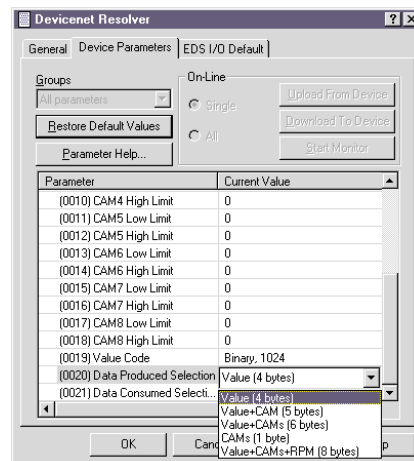 Devicenet Resolver
General Device Parameters EDS I/O Default
Groups
All parameters
Restore Default Values
Parameter Help...
On-Line
Single
All
Upload From Device
Download To Device
Start Monitor
Parameter Current Value
(0010) CAM4 High Limit 0
(0011) CAM5 Low Limit 0
(0012) CAM5 High Limit 0
(0013) CAM6 Low Limit 0
(0014) CAM6 High Limit 0
(0015) CAM7 Low Limit 0
(0016) CAM7 High Limit 0
(0017) CAM8 Low Limit 0
(0018) CAM8 High Limit 0
(0019) Value Code Binary, 1024
(0020) Data Produced Selection Value (4 bytes)
(0021) Data Consumed Selecti...
Value (4 bytes)
Value+CAM (5 bytes)
Value+CAMs (6 bytes)
CAMs (1 byte)
Value+CAMs+RPM (8 bytes)
OK Canc p